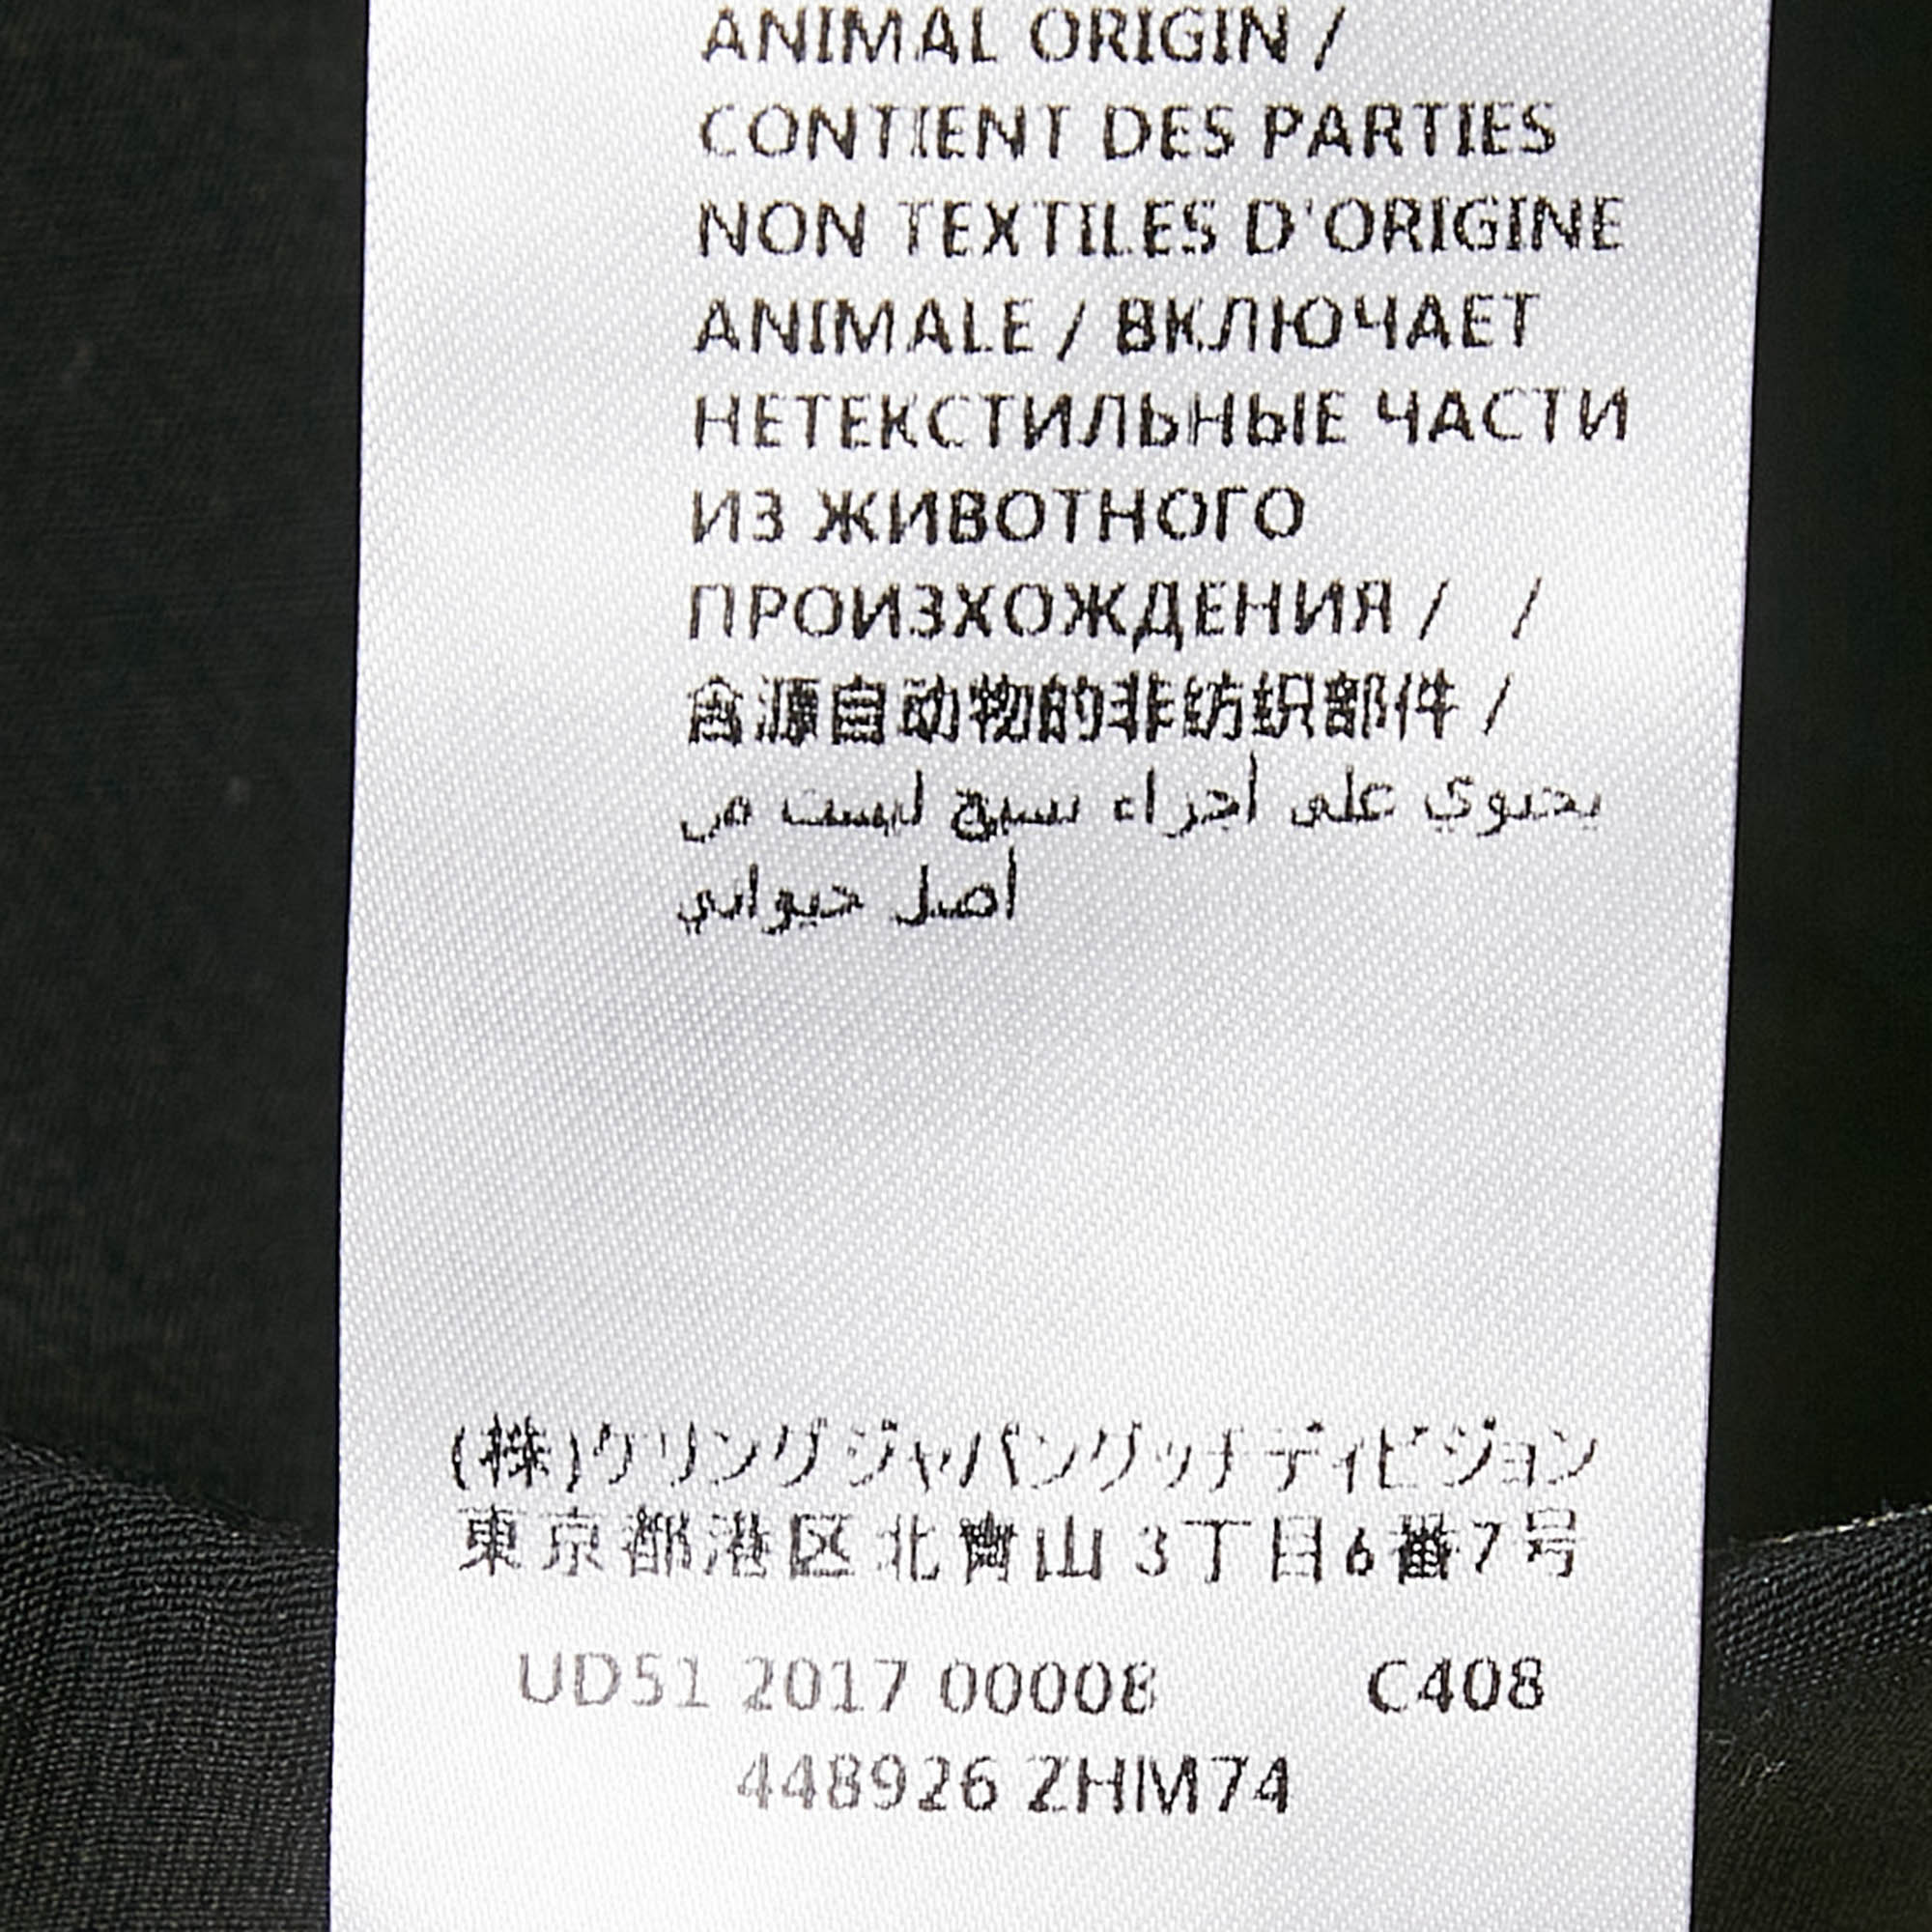 ANIMAL ORIGIN /
CONTIENT DES PARTIES
NON TEXTILES D'ORIGINE
ANIMALE / ВКЛЮЧАЕТ
НЕТЕКСТИЛЬНЫЕ ЧАСТИ
ИЗ ЖИВОТНОГО
ПРОИЗХОЖДЕНИЯ / /
含源自动物的非纺织部件 /
يحتوي على أجزاء نسيج ليست من
أصل حيواني
(株)ケリングジャパングッチディビジョン
東京都港区北青山3丁目6番7号
UD51 2017 00008 C408
448926 ZHM74